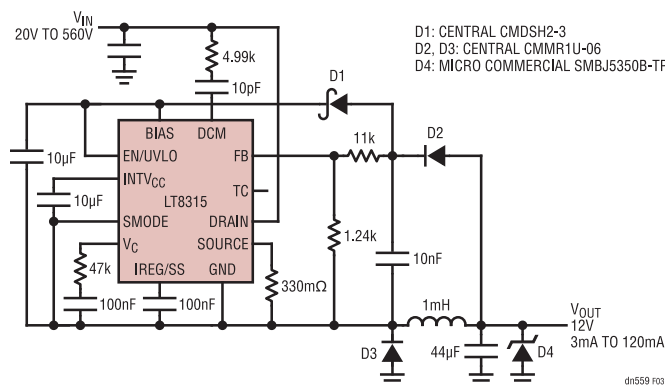 V_IN
20V TO 560V
4.99k
10pF
D1: CENTRAL CMDSH2-3
D2, D3: CENTRAL CMMR1U-06
D4: MICRO COMMERCIAL SMBJ5350B-TP
D1
D2
BIAS DCM
EN/UVLO FB
11k
10µF
INTV_CC
TC
10µF
LT8315
SMODE DRAIN
1.24k
10nF
V_C SOURCE
47k
IREG/SS GND
100nF
100nF
330mΩ
1mH
V_OUT
12V
3mA TO 120mA
D3
44µF
D4
dn559 F03